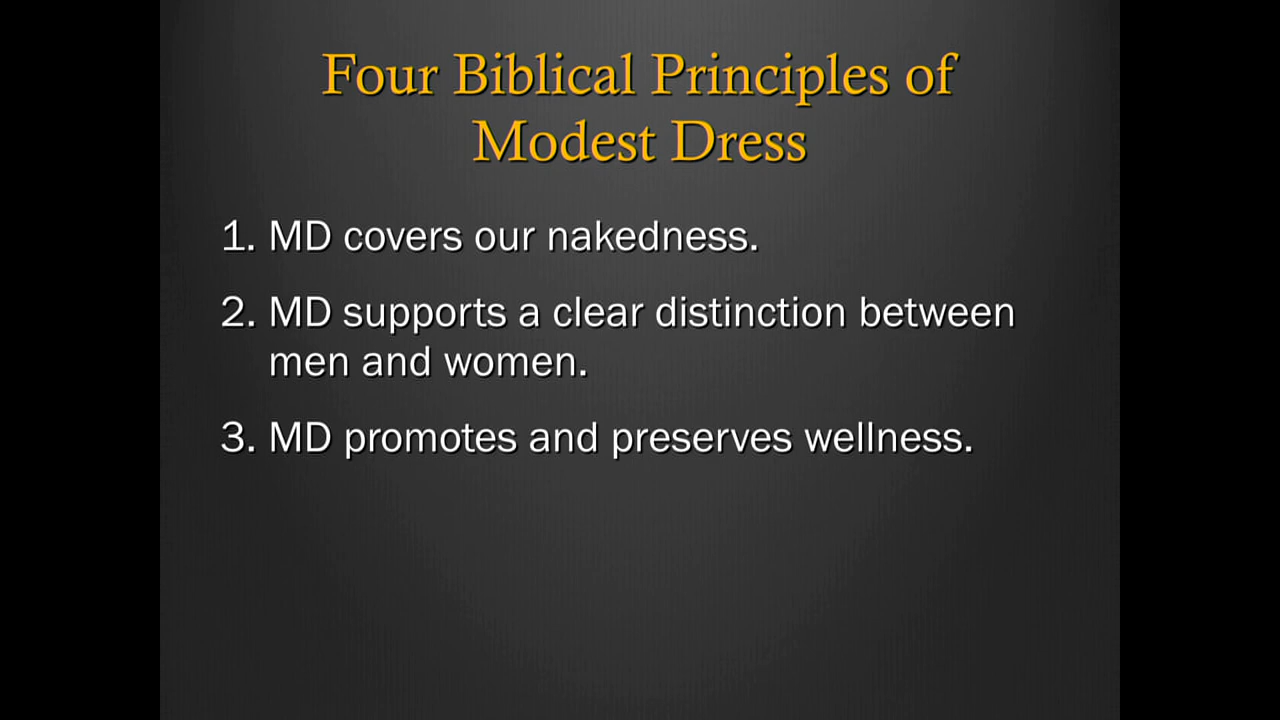 Four Biblical Principles of
Modest Dress
1. MD covers our nakedness.
2. MD supports a clear distinction between
men and women.
3. MD promotes and preserves wellness.